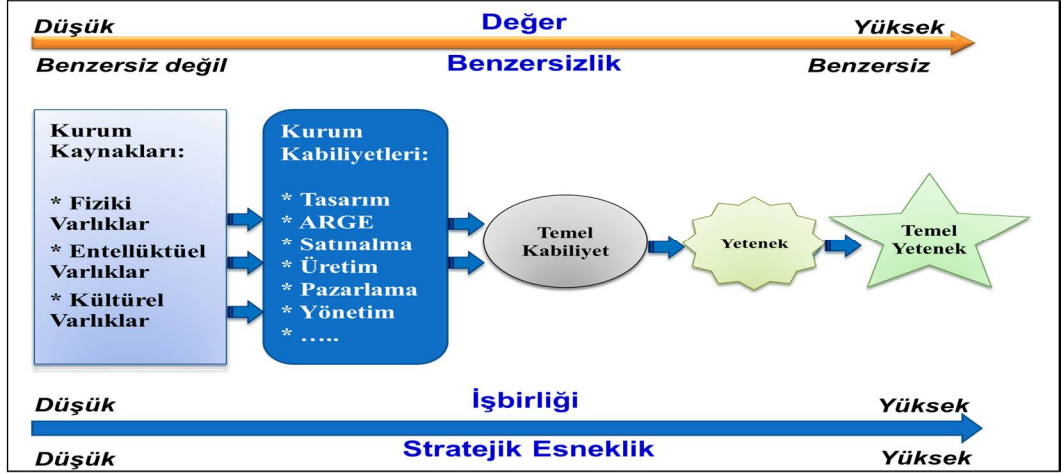 Düşük Değer Yüksek
Benzersiz değil Benzersizlik Benzersiz
Kurum
Kaynakları:
* Fiziki
Varlıklar
* Entellüktüel
Varlıklar
* Kültürel
Varlıklar
Kurum
Kabiliyetleri:
* Tasarım
* ARGE
* Satınalma
* Üretim
* Pazarlama
* Yönetim
* …..
Temel
Kabiliyet
Yetenek
Temel
Yetenek
Düşük İşbirliği Yüksek
Düşük Stratejik Esneklik Yüksek